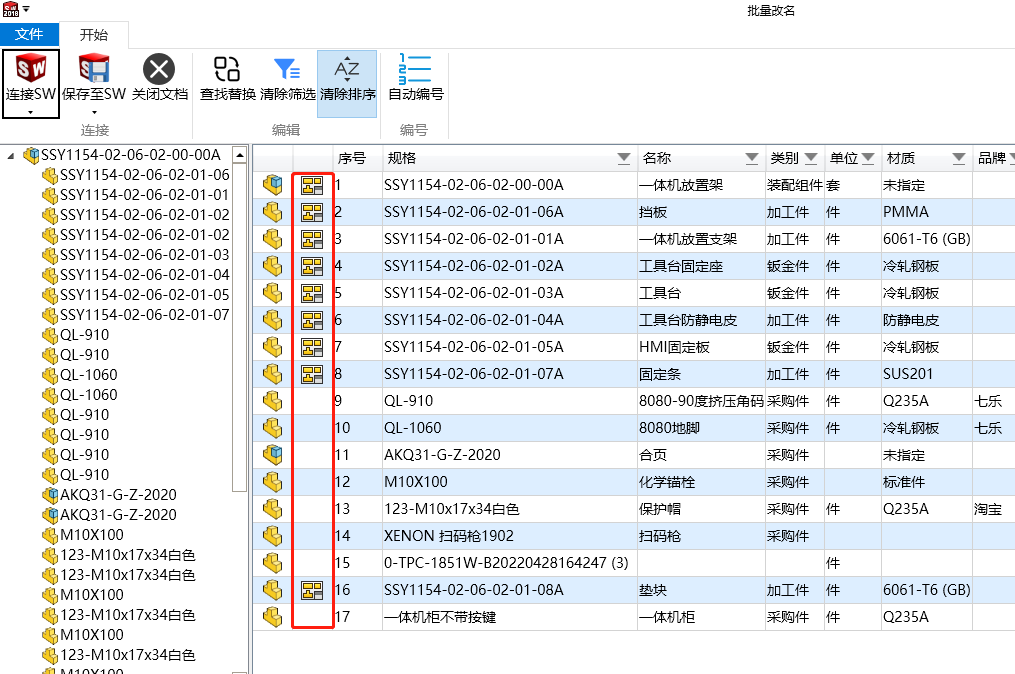 SW
2018
批量改名
文件
开始
SW
1
2
3
AZ
连接SW
保存至SW
关闭文档
查找替换
清除筛选
清除排序
自动编号
连接
编辑
编号
SSY1154-02-06-02-00-00A
SSY1154-02-06-02-01-06
SSY1154-02-06-02-01-01
SSY1154-02-06-02-01-02
SSY1154-02-06-02-01-02
SSY1154-02-06-02-01-03
SSY1154-02-06-02-01-04
SSY1154-02-06-02-01-05
SSY1154-02-06-02-01-07
QL-910
QL-910
QL-1060
QL-1060
QL-910
QL-910
QL-910
QL-910
AKQ31-G-Z-2020
AKQ31-G-Z-2020
M10X100
123-M10x17x34白色
123-M10x17x34白色
M10X100
123-M10x17x34白色
M10X100
123-M10x17x34白色
M10X100
序号 规格 名称 类别 单位 材质 品牌
1 SSY1154-02-06-02-00-00A 一体机放置架 装配组件 套 未指定
2 SSY1154-02-06-02-01-06A 挡板 加工件 件 PMMA
3 SSY1154-02-06-02-01-01A 一体机放置支架 加工件 件 6061-T6 (GB)
4 SSY1154-02-06-02-01-02A 工具台固定座 钣金件 件 冷轧钢板
5 SSY1154-02-06-02-01-03A 工具台 钣金件 件 冷轧钢板
6 SSY1154-02-06-02-01-04A 工具台防静电皮 加工件 件 防静电皮
7 SSY1154-02-06-02-01-05A HMI固定板 钣金件 件 冷轧钢板
8 SSY1154-02-06-02-01-07A 固定条 加工件 件 SUS201
9 QL-910 8080-90度挤压角码 采购件 件 Q235A 七乐
10 QL-1060 8080地脚 采购件 件 冷轧钢板 七乐
11 AKQ31-G-Z-2020 合页 采购件 未指定
12 M10X100 化学锚栓 采购件 标准件
13 123-M10x17x34白色 保护帽 采购件 件 Q235A 淘宝
14 XENON 扫码枪1902 扫码枪 采购件
15 0-TPC-1851W-B20220428164247 (3) 件
16 SSY1154-02-06-02-01-08A 垫块 加工件 件 6061-T6 (GB)
17 一体机柜不带按键 一体机柜 采购件 件 Q235A